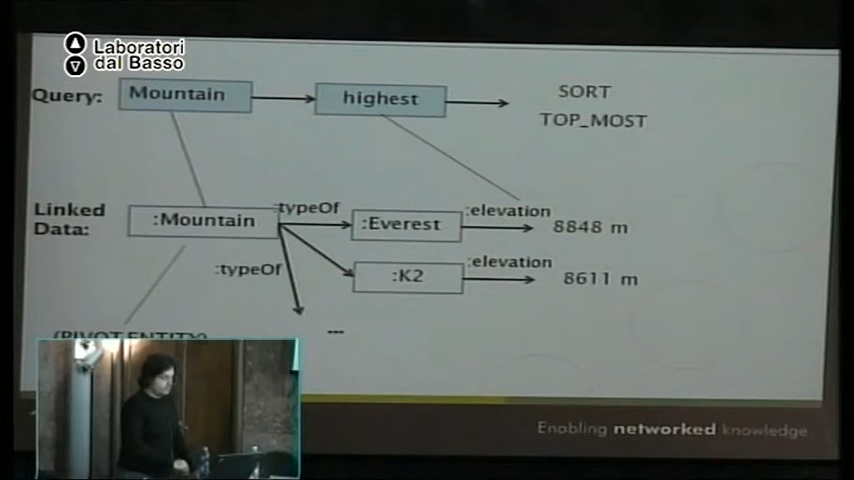 Laboratori
dal Basso
Query: Mountain highest SORT
TOP_MOST
Linked Data: :Mountain :typeOf :Everest :elevation 8848 m
:typeOf :K2 :elevation 8611 m
(PIVOT ENTITY) ...
Enabling networked knowledge.